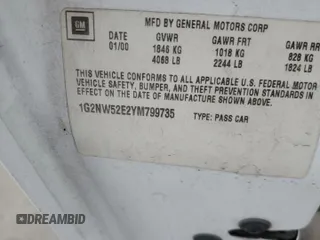 GM
MFD BY GENERAL MOTORS CORP
DATE GVWR GAWR FRT GAWR RR
01/00 1846 KG 1018 KG 828 KG
4068 LB 2244 LB 1824 LB
THIS VEHICLE CONFORMS TO ALL APPLICABLE U.S. FEDERAL MOTOR
VEHICLE SAFETY, BUMPER, AND THEFT PREVENTION STANDARDS
IN EFFECT ON THE DATE OF MANUFACTURE SHOWN ABOVE.
1G2NW52E2YM799735 TYPE: PASS CAR
DREAMBID